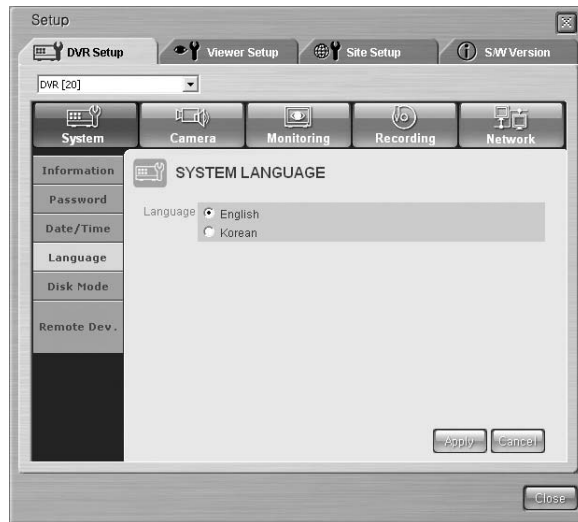 Setup
DVR Setup Viewer Setup Site Setup S/W Version
DVR [20]
System Camera Monitoring Recording Network
Information
Password
Date/Time
Language
Disk Mode
Remote Dev.
SYSTEM LANGUAGE
Language English
Korean
Apply Cancel
Close